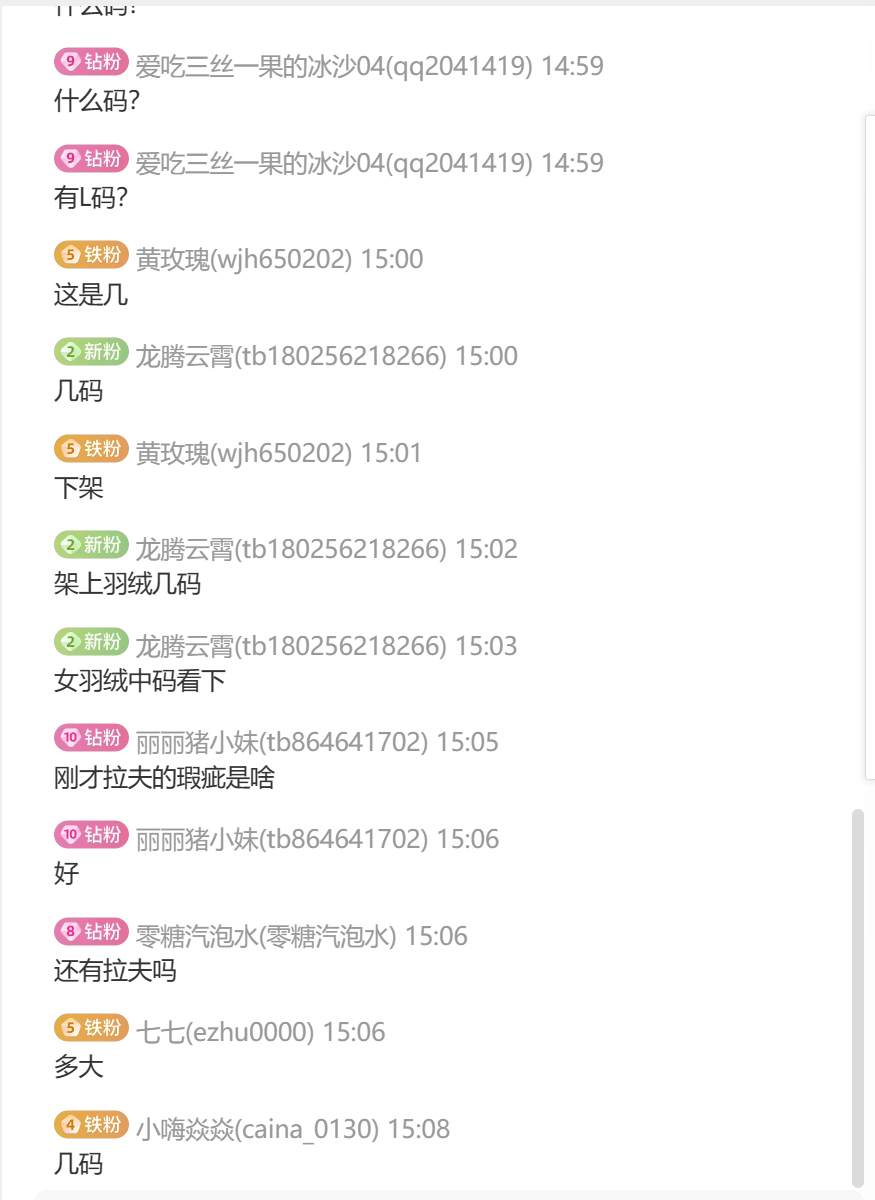 什么码?
9 钻粉 爱吃三丝一果的冰沙04(qq2041419) 14:59
什么码?
9 钻粉 爱吃三丝一果的冰沙04(qq2041419) 14:59
有L码?
5 铁粉 黄玫瑰(wjh650202) 15:00
这是几
2 新粉 龙腾云霄(tb180256218266) 15:00
几码
5 铁粉 黄玫瑰(wjh650202) 15:01
下架
2 新粉 龙腾云霄(tb180256218266) 15:02
架上羽绒几码
2 新粉 龙腾云霄(tb180256218266) 15:03
女羽绒中码看下
10 钻粉 丽丽猪小妹(tb864641702) 15:05
刚才拉夫的瑕疵是啥
10 钻粉 丽丽猪小妹(tb864641702) 15:06
好
8 钻粉 零糖汽泡水(零糖汽泡水) 15:06
还有拉夫吗
5 铁粉 七七(ezhu0000) 15:06
多大
4 铁粉 小嗨焱焱(caina_0130) 15:08
几码